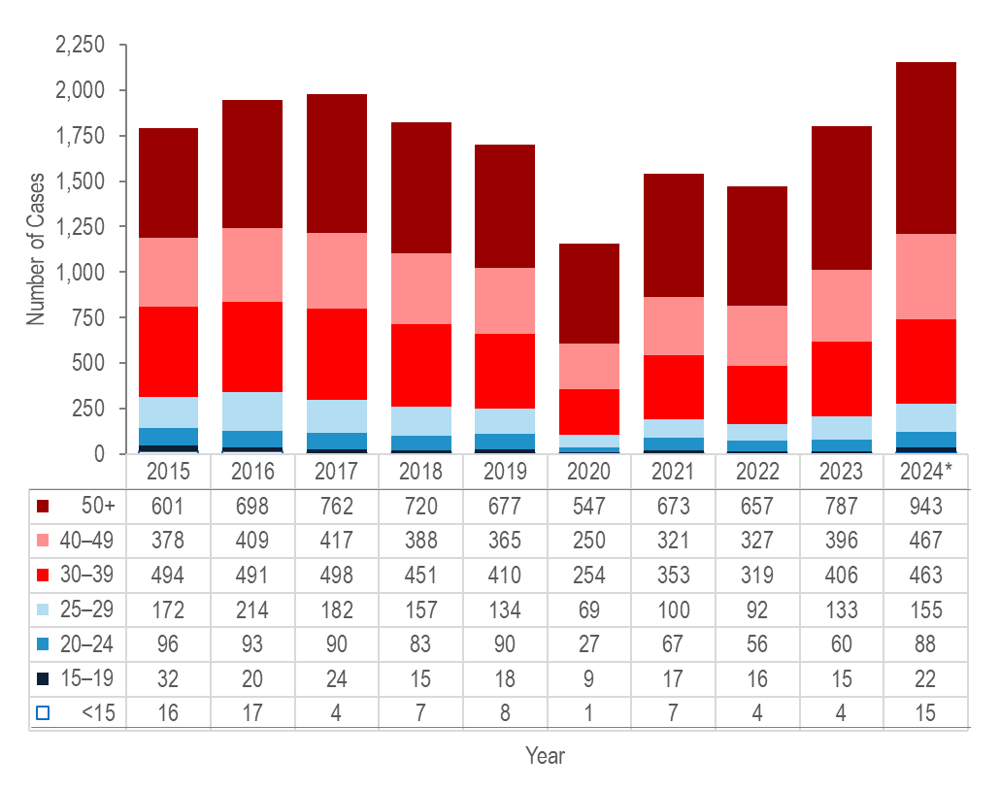 2,250
2,000
1,750
1,500
1,250
1,000
750
500
250
0
Number of Cases
2015 2016 2017 2018 2019 2020 2021 2022 2023 2024*
50+ 601 698 762 720 677 547 673 657 787 943
40–49 378 409 417 388 365 250 321 327 396 467
30–39 494 491 498 451 410 254 353 319 406 463
25–29 172 214 182 157 134 69 100 92 133 155
20–24 96 93 90 83 90 27 67 56 60 88
15–19 32 20 24 15 18 9 17 16 15 22
<15 16 17 4 7 8 1 7 4 4 15
Year